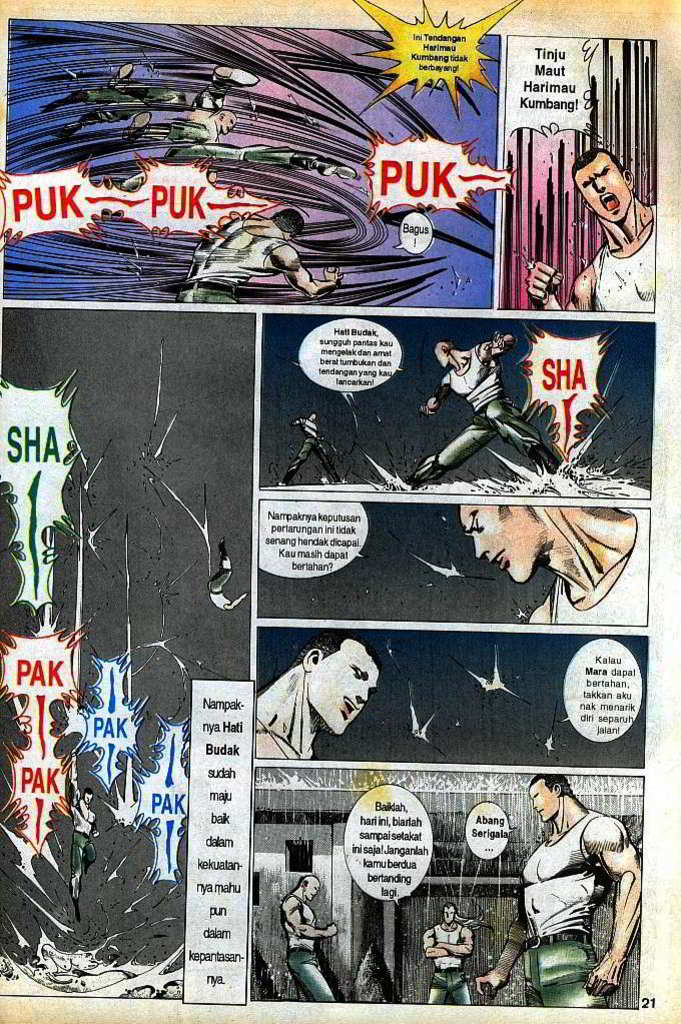 Ini Tendangan
Harimau
Kumbang tidak
berbayang!
PUK
PUK
PUK
Bagus
!
Tinju
Maut
Harimau
Kumbang!
SHA
!
PAK
!
PAK
!
!
PAK
!
!
PAK
!
Nampak-
nya Hati
Budak
sudah
maju
baik
dalam
kekuatan-
nya mahu
pun
dalam
kepantasan-
nya.
Hati Budak,
sungguh pantas kau
mengelak dan amat
berat tumbukan dan
tendangan yang kau
lancarkan!
SHA
!
Nampaknya keputusan
pertarungan ini tidak
senang hendak dicapai.
Kau masih dapat
bertahan?
Kalau
Mara dapat
bertahan,
takkan aku
nak menarik
diri separuh
jalan!
Baiklah,
hari ini, biarlah
sampai setakat
ini saja! Janganlah
kamu berdua
bertanding
lagi.
Abang
Serigala
...
21